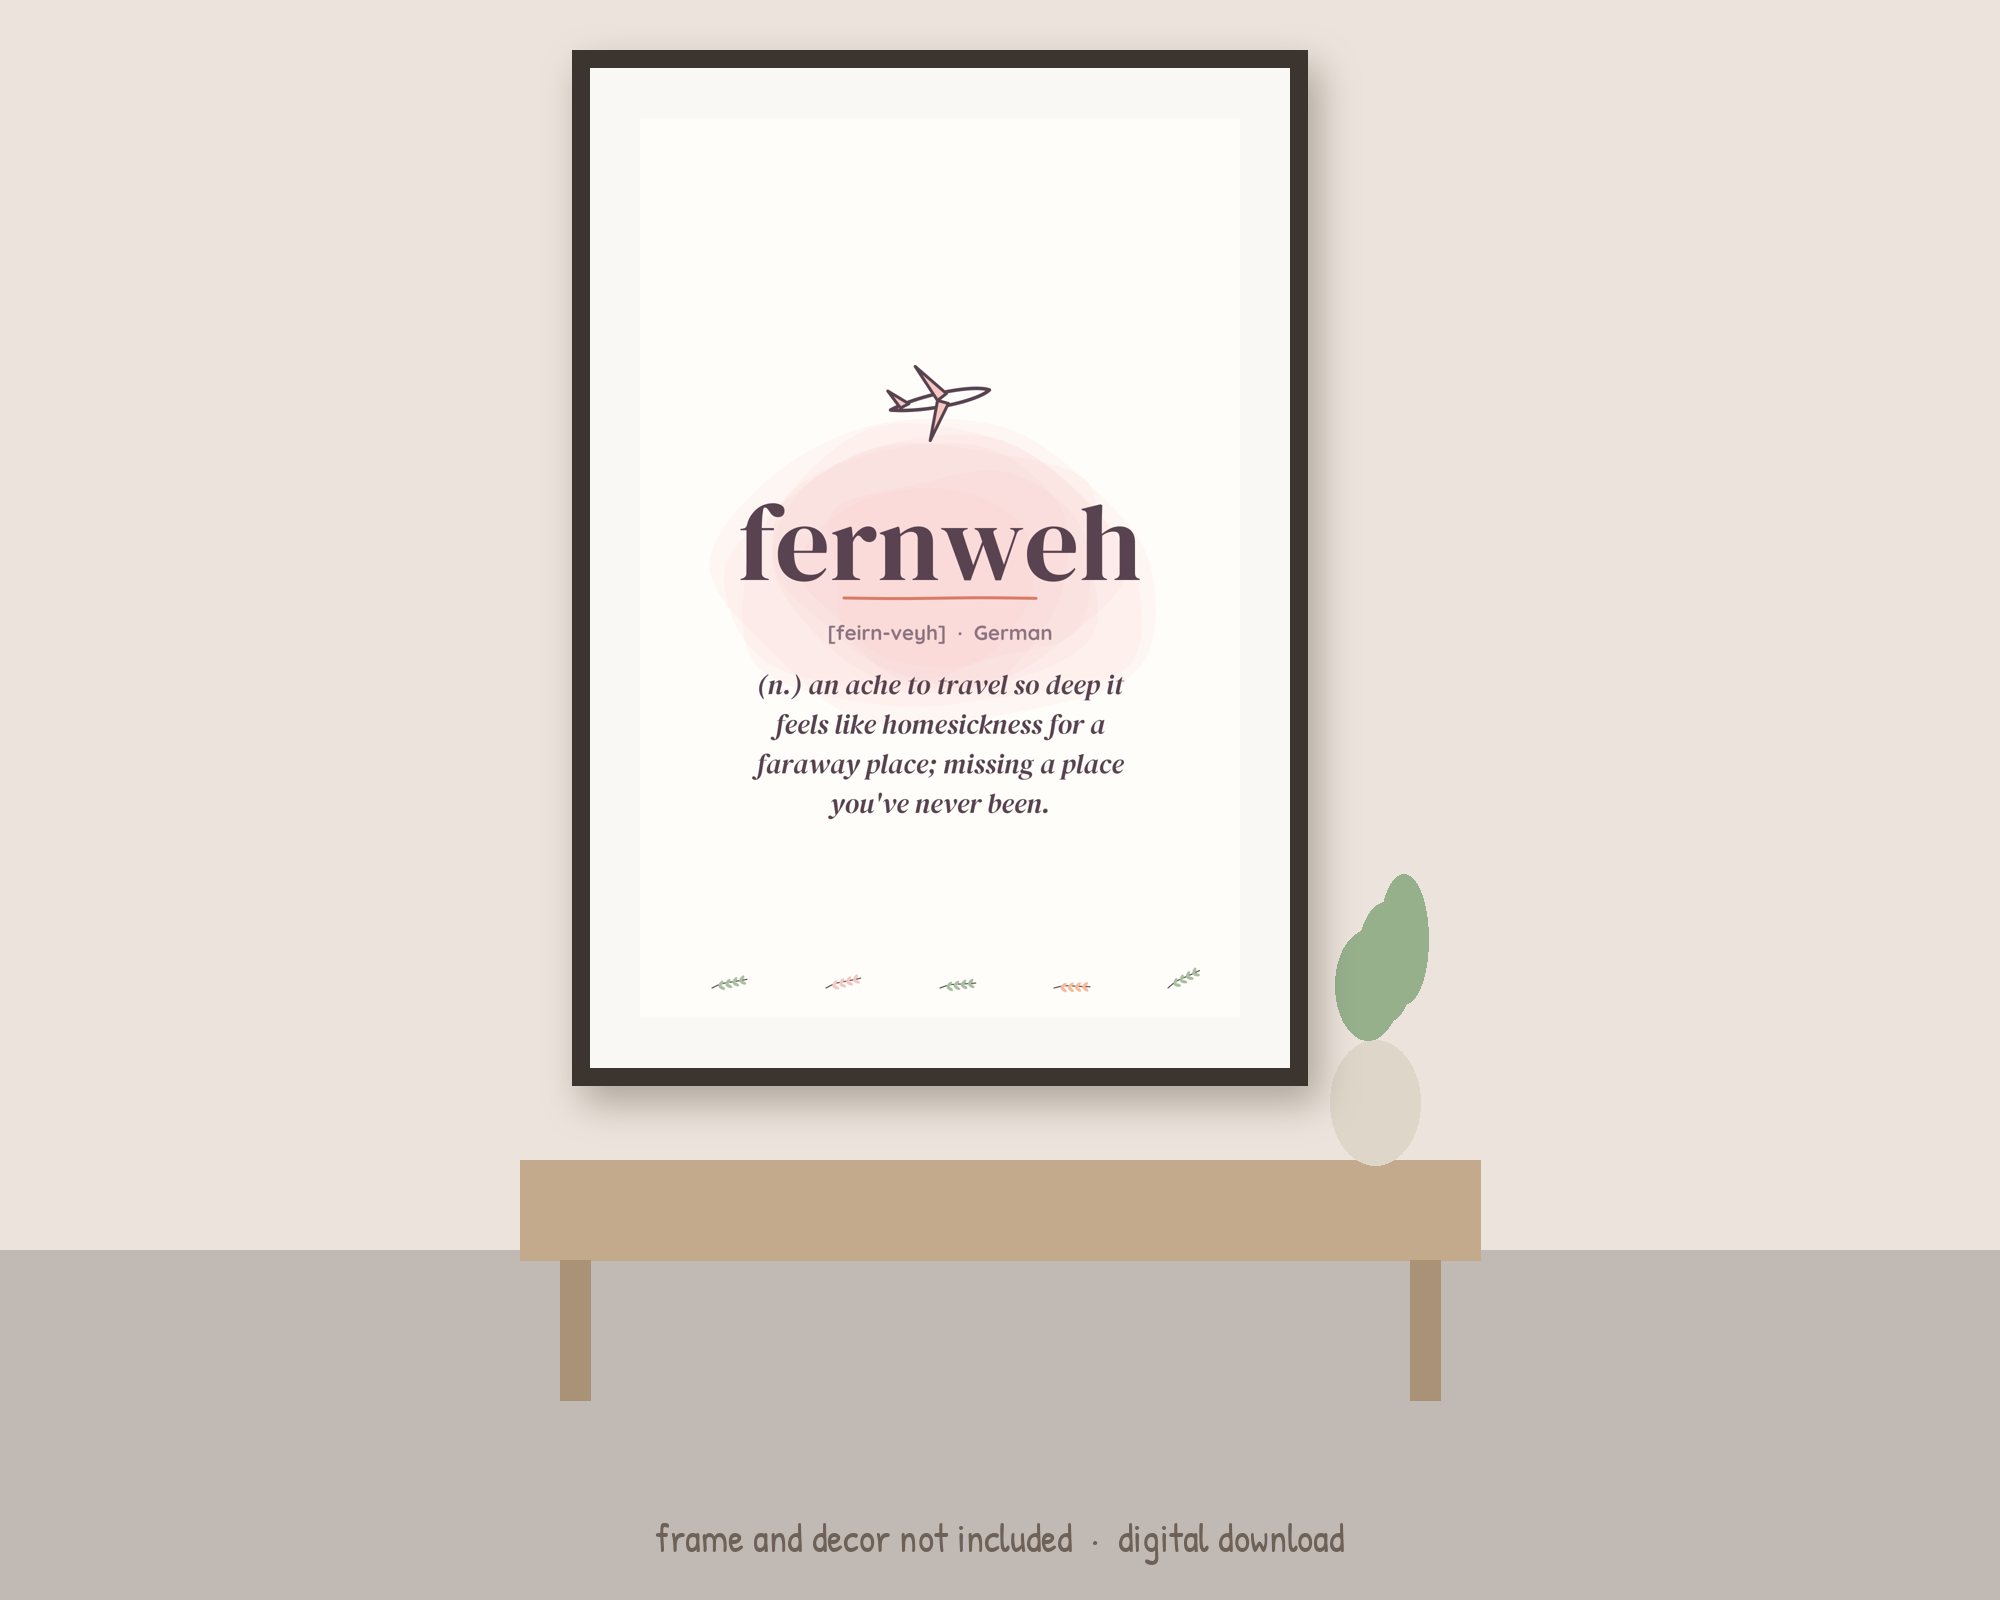 fernweh
[feirn-veyh] · German
(n.) an ache to travel so deep it
feels like homesickness for a
faraway place; missing a place
you've never been.
frame and decor not included · digital download